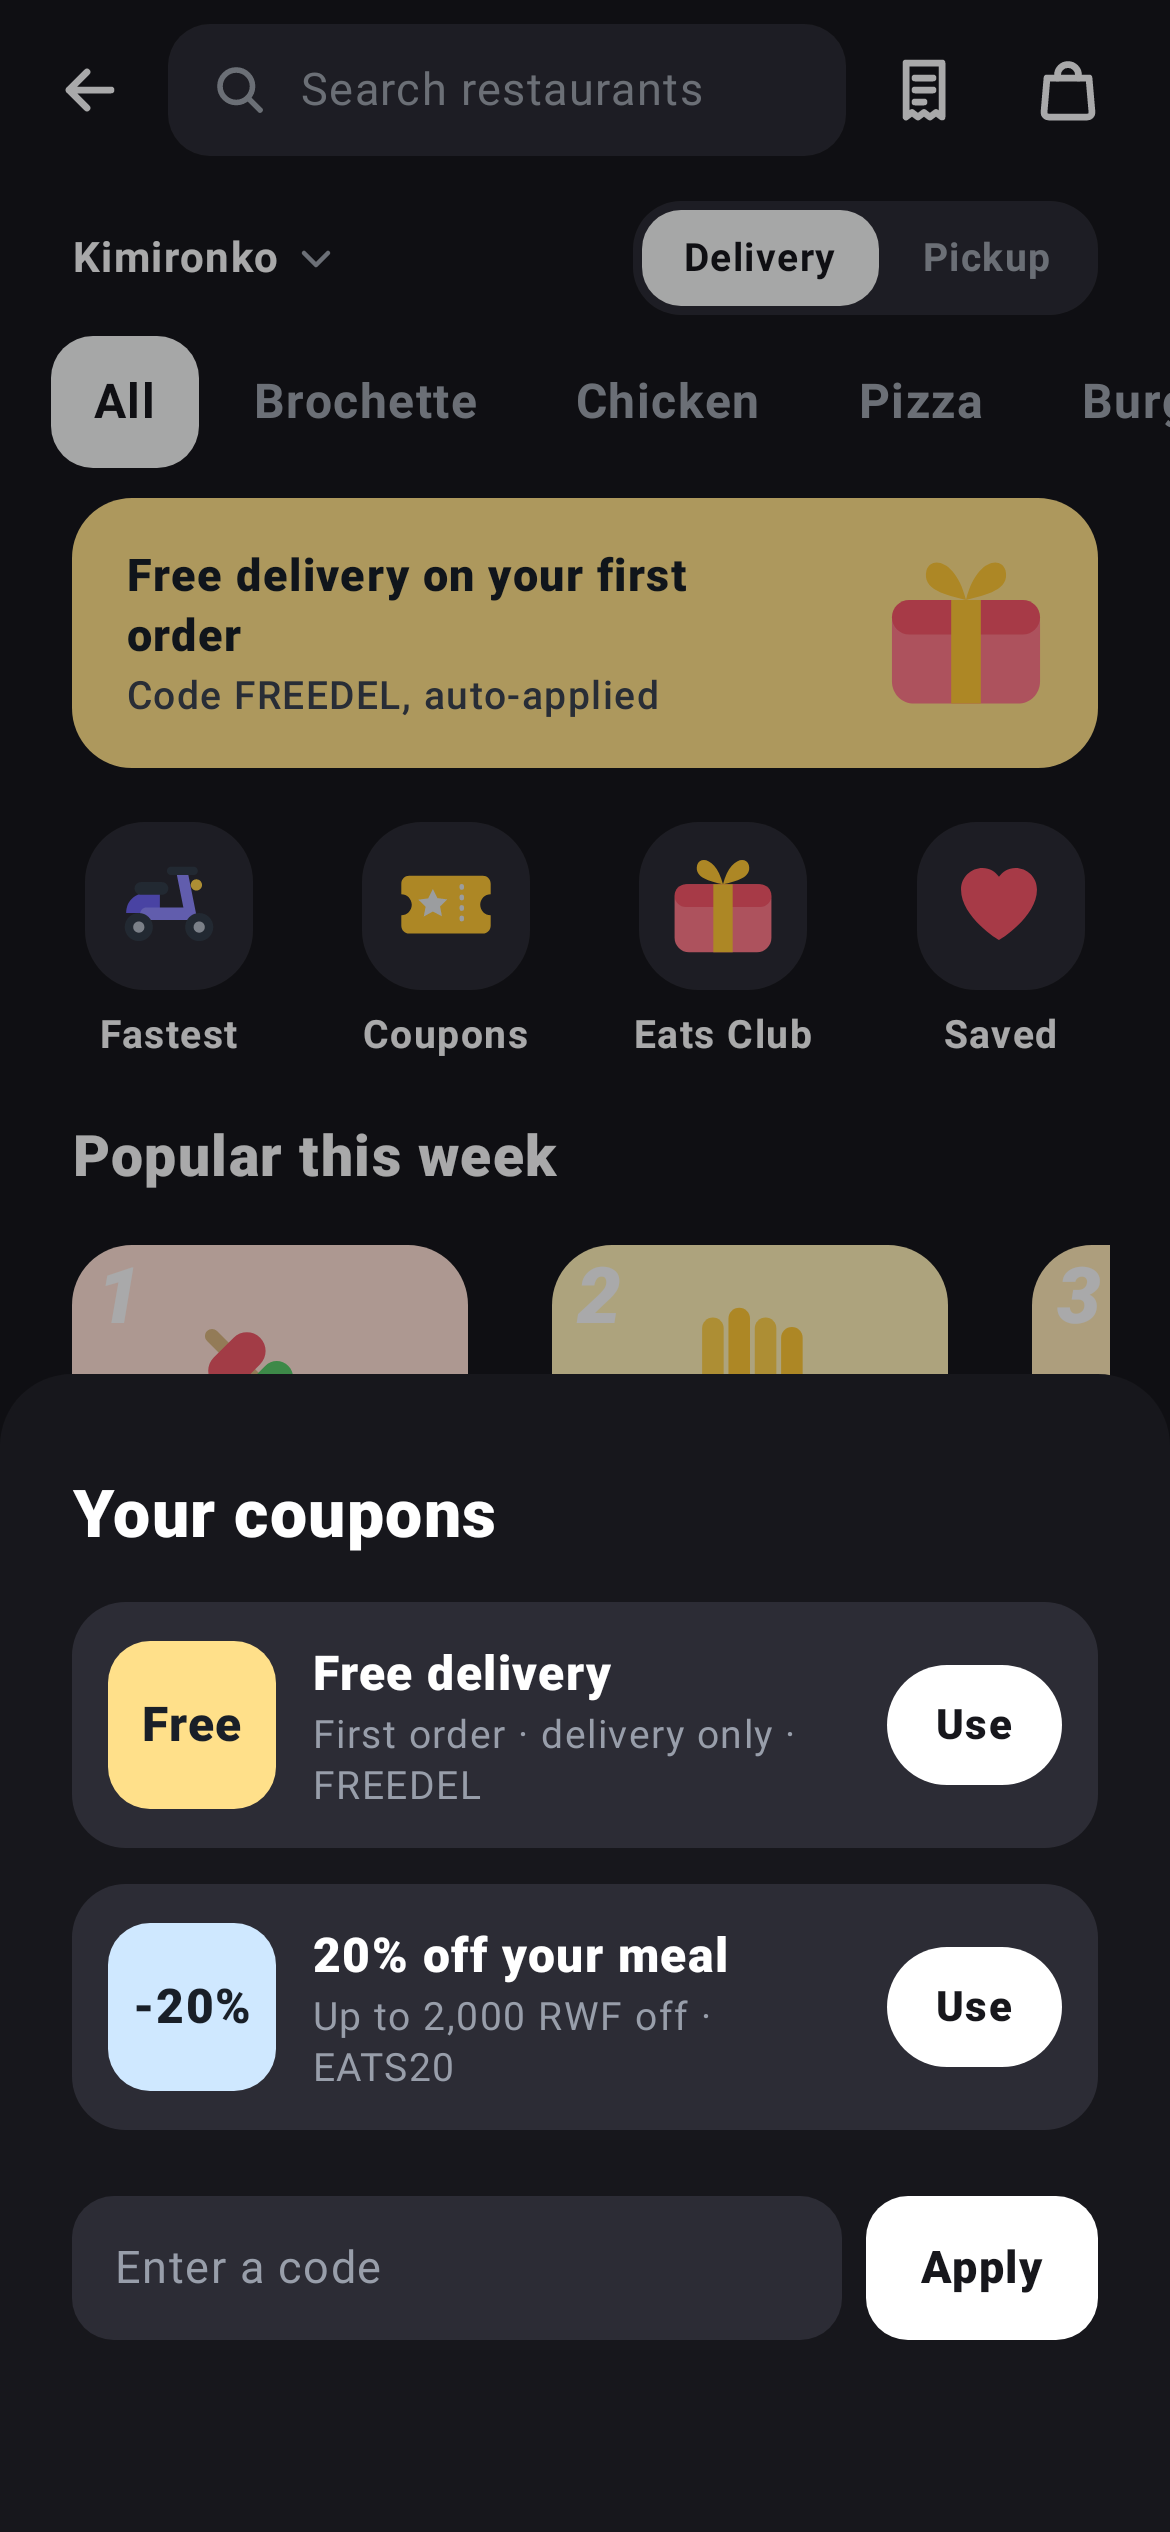 Search restaurants
Kimironko
Delivery
Pickup
All
Brochette
Chicken
Pizza
Free delivery on your first
order
Code FREEDEL, auto-applied
Fastest
Coupons
Eats Club
Saved
Popular this week
1
2
3
Your coupons
Free
Free delivery
First order · delivery only ·
FREEDEL
Use
-20%
20% off your meal
Up to 2,000 RWF off ·
EATS20
Use
Enter a code
Apply